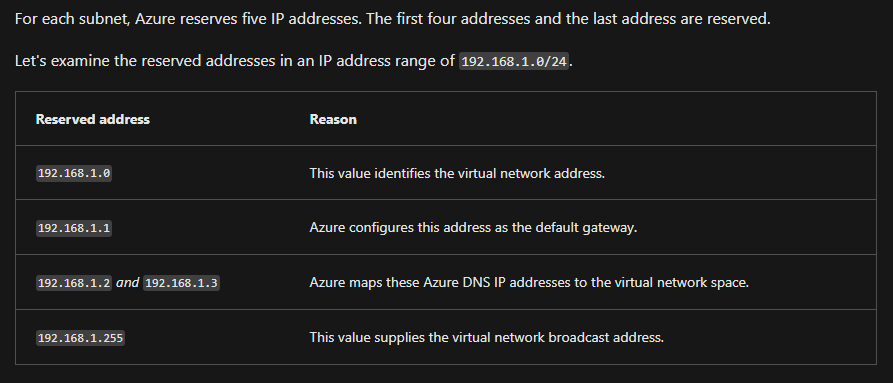 For each subnet, Azure reserves five IP addresses. The first four addresses and the last address are reserved.
Let's examine the reserved addresses in an IP address range of 192.168.1.0/24.
Reserved address Reason
192.168.1.0 This value identifies the virtual network address.
192.168.1.1 Azure configures this address as the default gateway.
192.168.1.2 and 192.168.1.3 Azure maps these Azure DNS IP addresses to the virtual network space.
192.168.1.255 This value supplies the virtual network broadcast address.